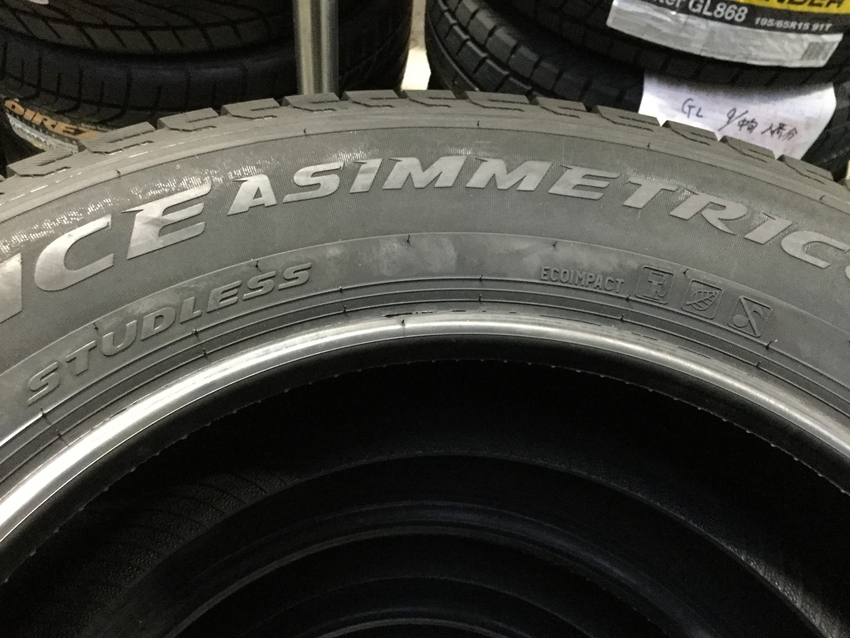 GL868
195/65R15 91T
GL
ICE ASIMMETRICO
STUDLESS
ECOIMPACT